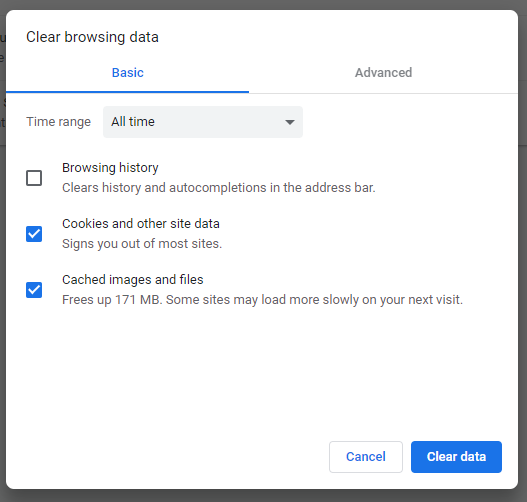 Clear browsing data
Basic
Advanced
Time range
All time
Browsing history
Clears history and autocompletions in the address bar.
Cookies and other site data
Signs you out of most sites.
Cached images and files
Frees up 171 MB. Some sites may load more slowly on your next visit.
Cancel
Clear data